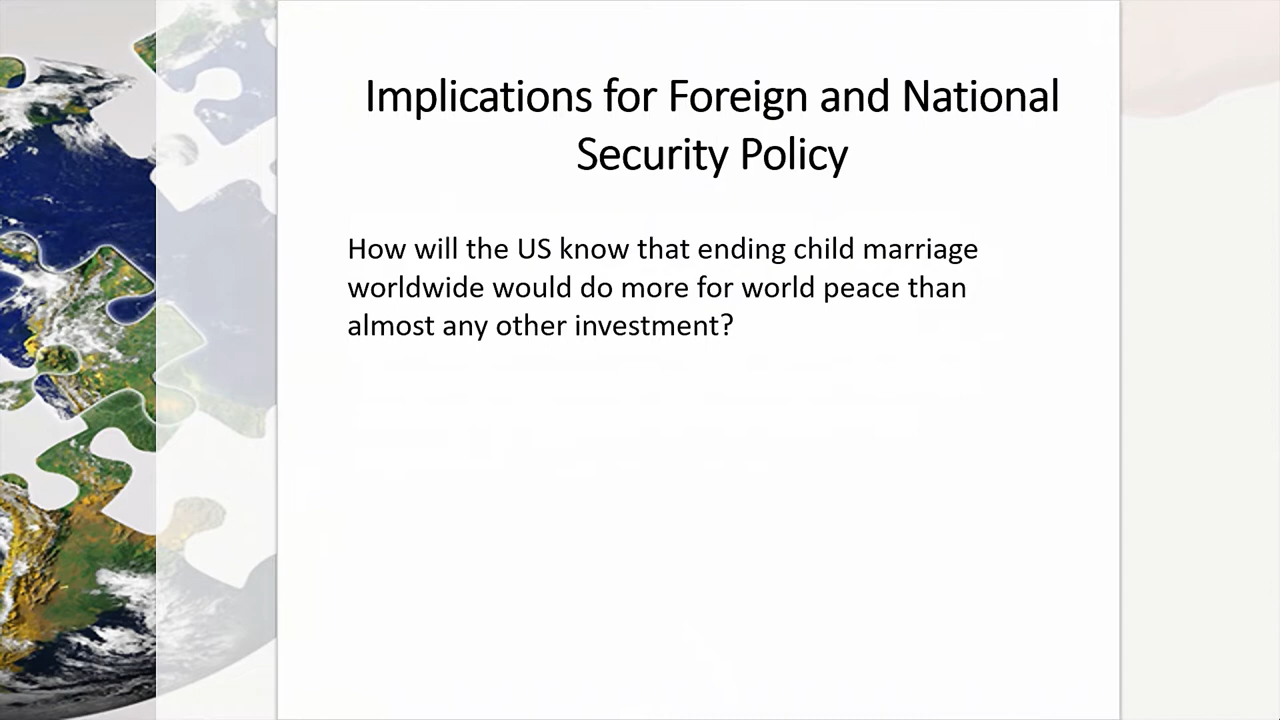 Implications for Foreign and National
Security Policy
How will the US know that ending child marriage
worldwide would do more for world peace than
almost any other investment?